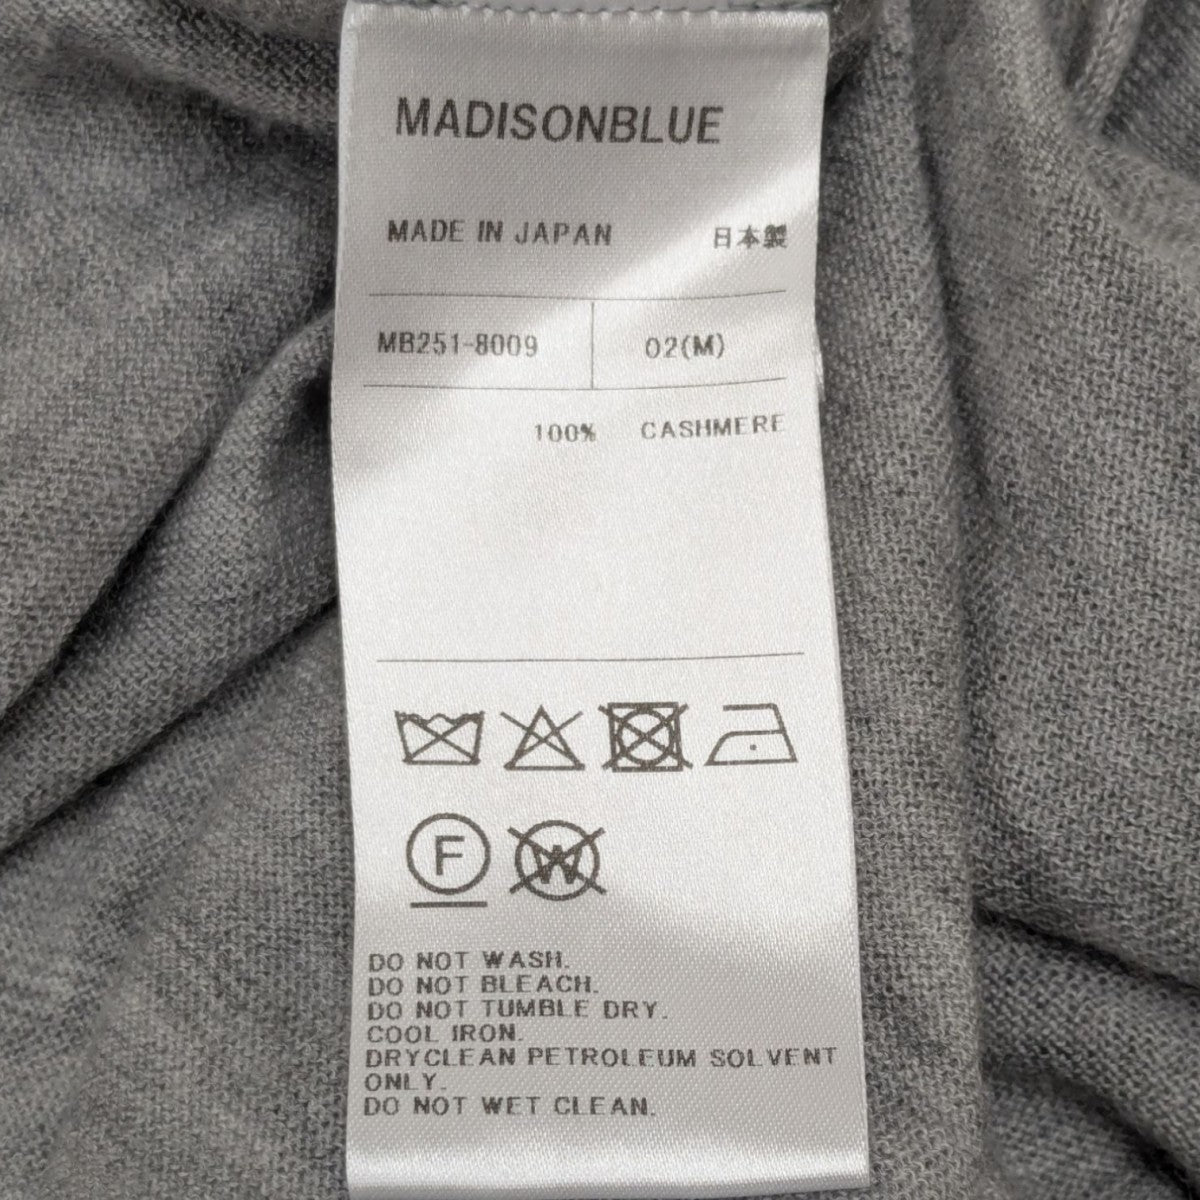 MADISONBLUE
MADE IN JAPAN 日本製
MB251-8009 02(M)
100% CASHMERE
F W
DO NOT WASH.
DO NOT BLEACH.
DO NOT TUMBLE DRY.
COOL IRON.
DRYCLEAN PETROLEUM SOLVENT
ONLY.
DO NOT WET CLEAN.